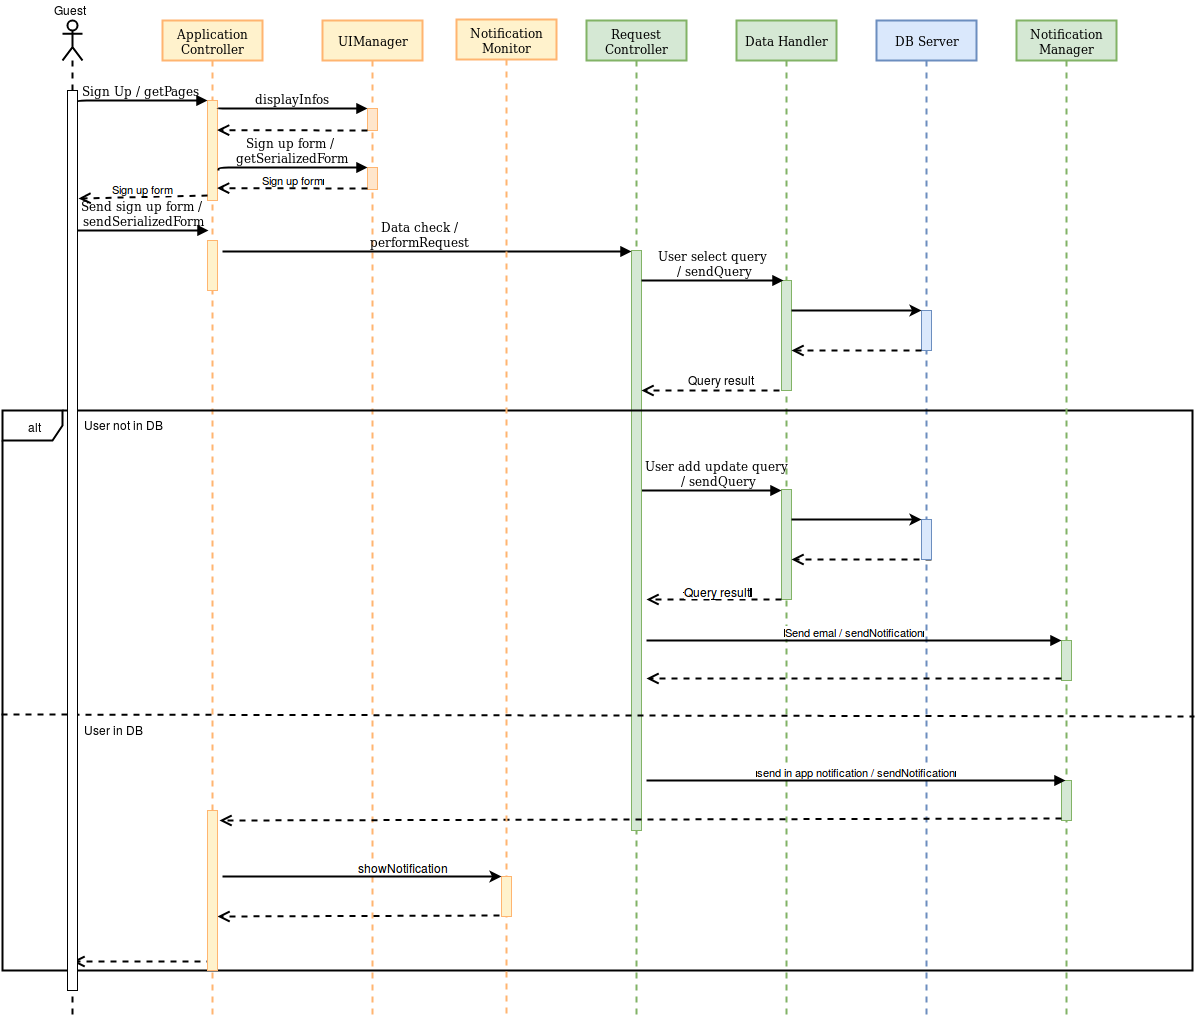 Guest
Application
Controller
UIManager
Notification
Monitor
Request
Controller
Data Handler
DB Server
Notification
Manager
Sign Up / getPages
displayInfos
Sign up form /
getSerializedForm
Sign up form
Sign up form
Send sign up form /
sendSerializedForm
Data check /
performRequest
User select query
/ sendQuery
Query result
alt
User not in DB
User add update query
/ sendQuery
Query result
Send emal / sendNotification
User in DB
send in app notification / sendNotification
showNotification